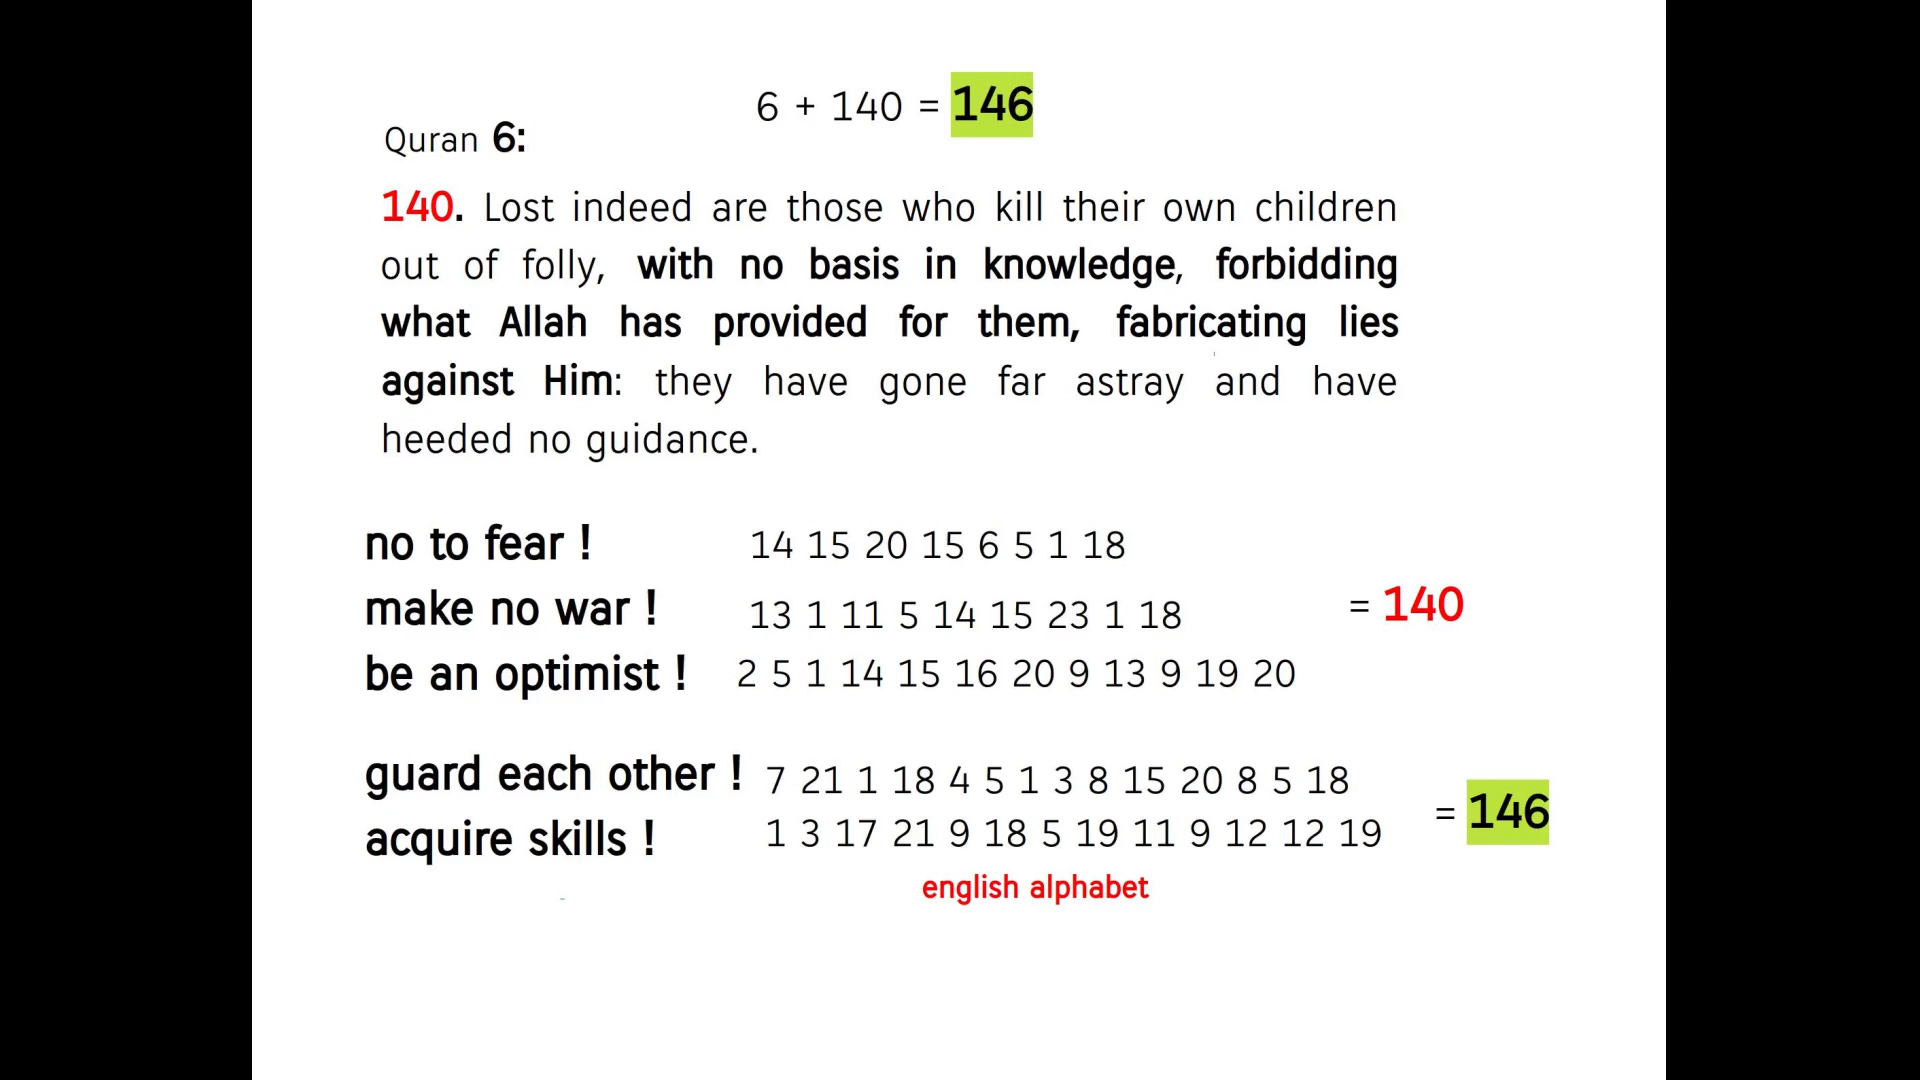 6 + 140 = 146
Quran 6:
140. Lost indeed are those who kill their own children
out of folly, with no basis in knowledge, forbidding
what Allah has provided for them, fabricating lies
against Him: they have gone far astray and have
heeded no guidance.
no to fear ! 14 15 20 15 6 5 1 18
make no war ! 13 1 11 5 14 15 23 1 18 = 140
be an optimist ! 2 5 1 14 15 16 20 9 13 9 19 20
guard each other ! 7 21 1 18 4 5 1 3 8 15 20 8 5 18
= 146
acquire skills ! 1 3 17 21 9 18 5 19 11 9 12 12 19
english alphabet